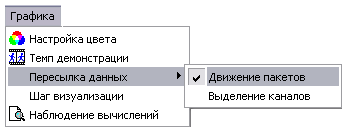 Графика
Настройка цвета
Темп демонстрации
Пересылка данных
Движение пакетов
Шаг визуализации
Выделение каналов
Наблюдение вычислений